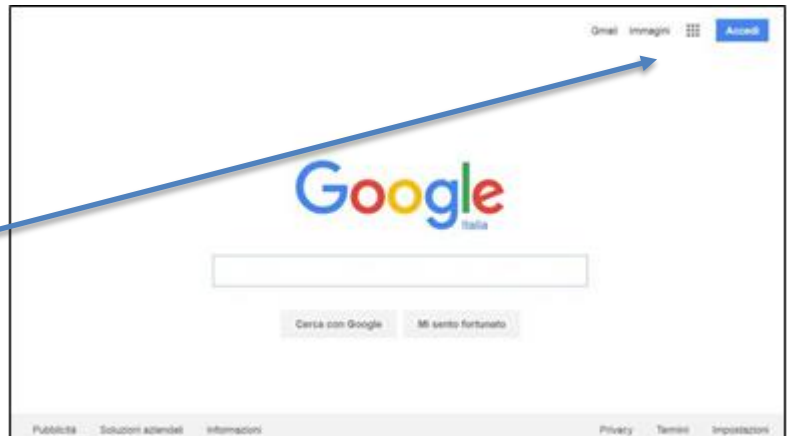 Gmail Immagini Accedi
Google
Italia
Cerca con Google Mi sento fortunato
Pubblicità Soluzioni aziendali Informazioni Privacy Termini Impostazioni